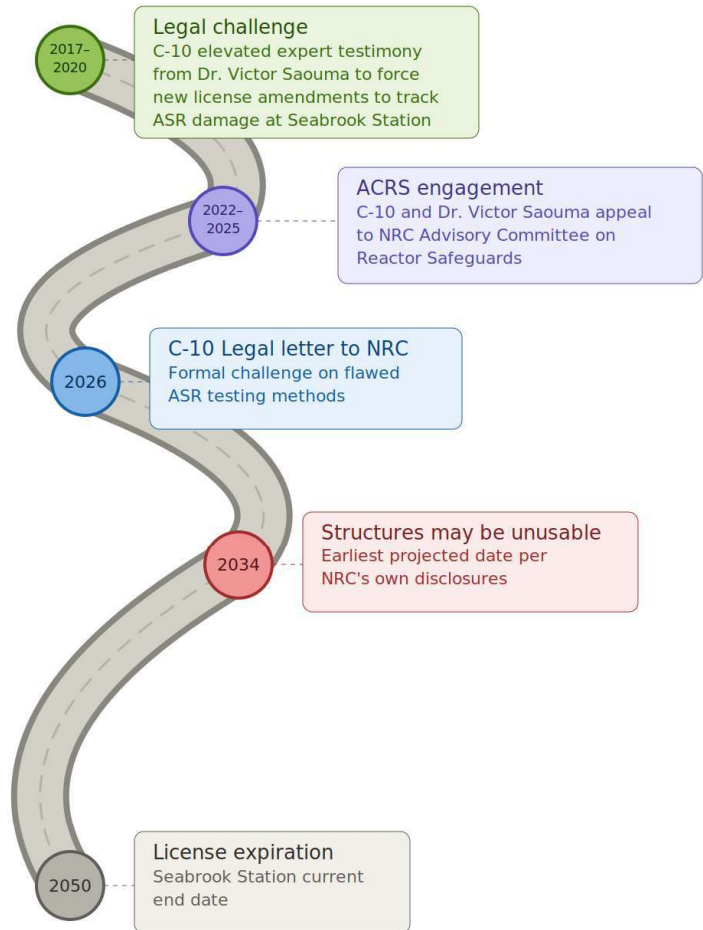 2017–
2020
Legal challenge
C-10 elevated expert testimony
from Dr. Victor Saouma to force
new license amendments to track
ASR damage at Seabrook Station
2022–
2025
ACRS engagement
C-10 and Dr. Victor Saouma appeal
to NRC Advisory Committee on
Reactor Safeguards
2026
C-10 Legal letter to NRC
Formal challenge on flawed
ASR testing methods
2034
Structures may be unusable
Earliest projected date per
NRC's own disclosures
2050
License expiration
Seabrook Station current
end date